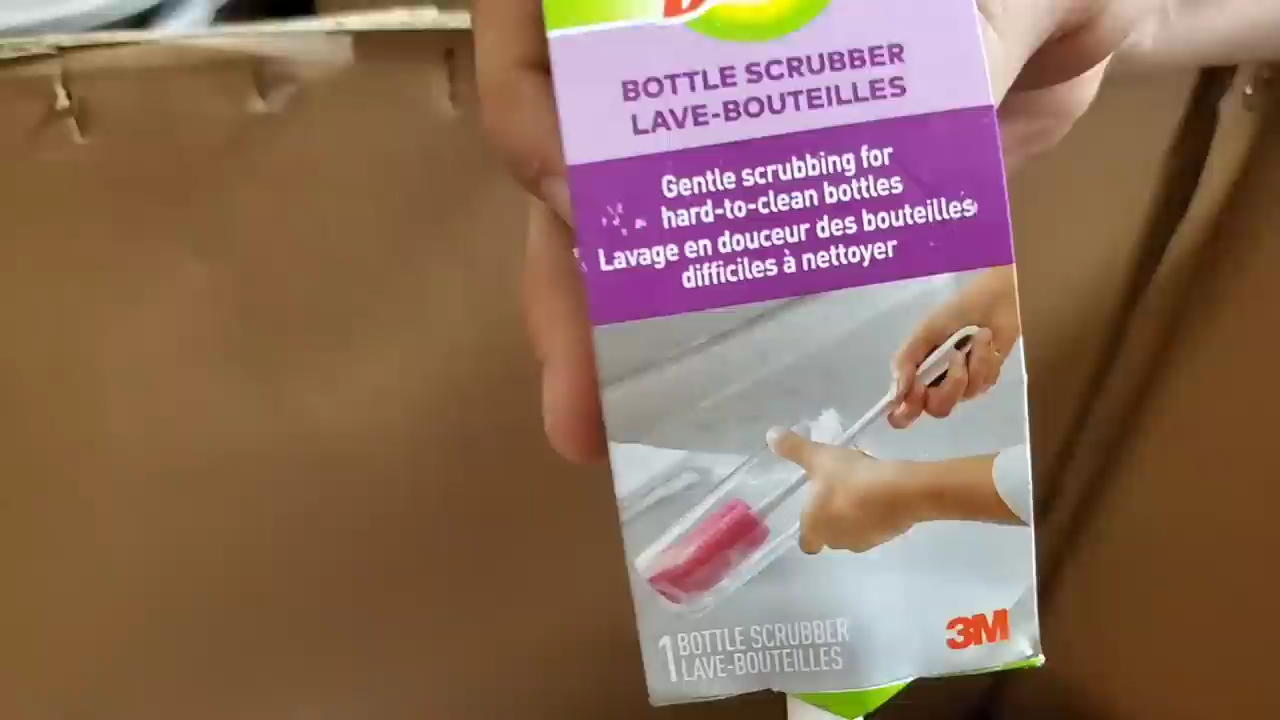 BOTTLE SCRUBBER
LAVE-BOUTEILLES
Gentle scrubbing for
hard-to-clean bottles
Lavage en douceur des bouteilles
difficiles à nettoyer
1 BOTTLE SCRUBBER
LAVE-BOUTEILLES
3M